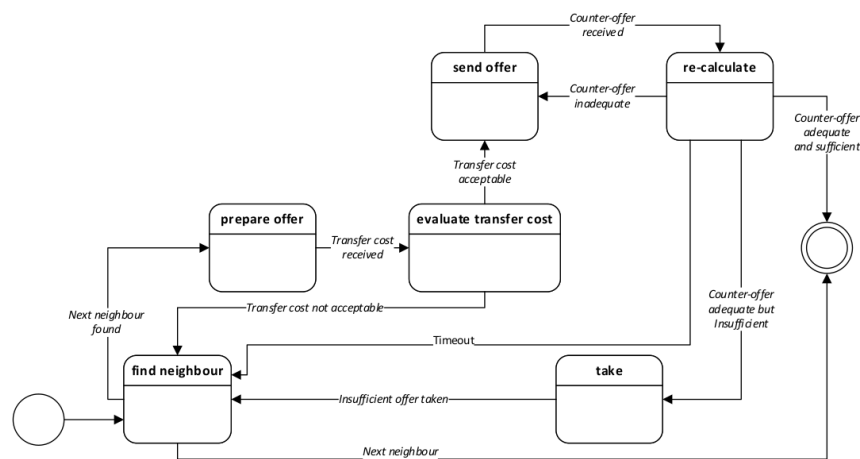 Counter-offer
received
send offer
re-calculate
Counter-offer
inadequate
Counter-offer
adequate
and sufficient
Transfer cost
acceptable
prepare offer
evaluate transfer cost
Transfer cost
received
Next neighbour
found
Transfer cost not acceptable
Counter-offer
adequate but
Insufficient
Timeout
find neighbour
take
Insufficient offer taken
Next neighbour